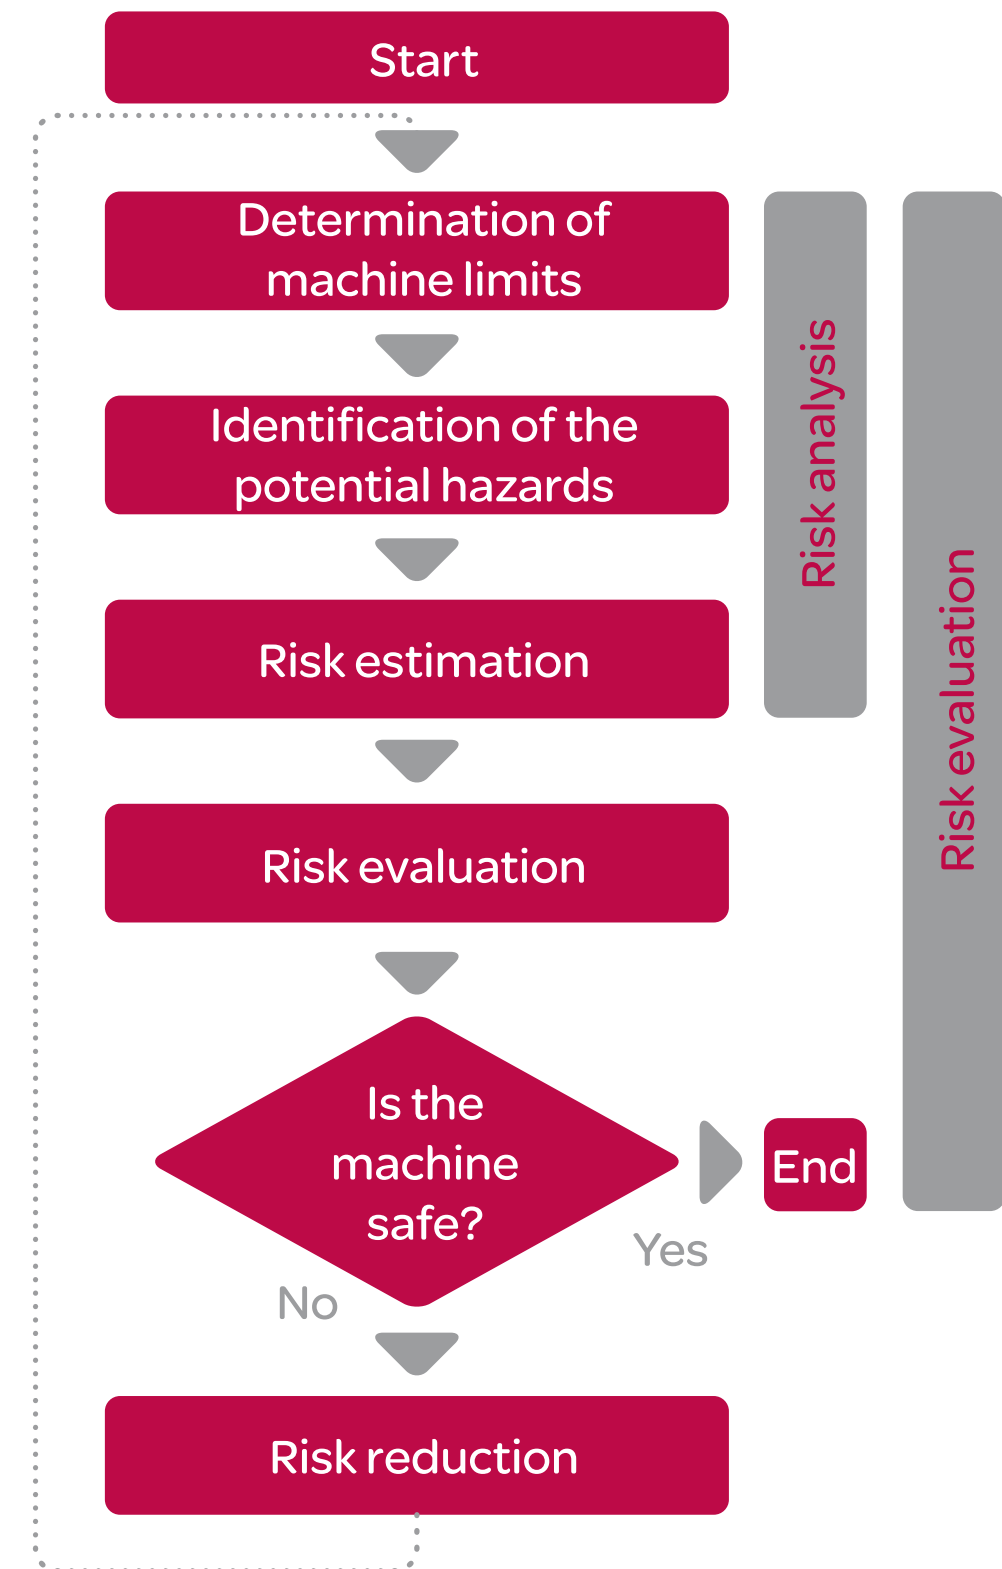 Start
Determination of
machine limits
Identification of the
potential hazards
Risk estimation
Risk evaluation
Is the
machine
safe?
Yes
End
No
Risk reduction
Risk analysis
Risk evaluation